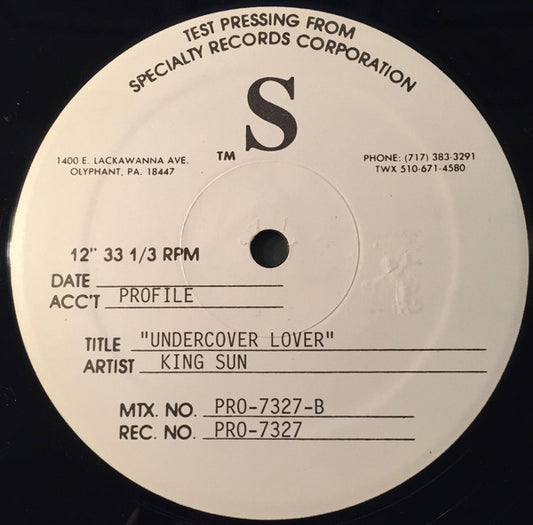 TEST PRESSING FROM
SPECIALTY RECORDS CORPORATION
S
TM
1400 E. LACKAWANNA AVE.
OLYPHANT, PA. 18447
PHONE: (717) 383-3291
TWX 510-671-4580
12" 33 1/3 RPM
DATE
ACC'T PROFILE
TITLE "UNDERCOVER LOVER"
ARTIST KING SUN
MTX. NO. PRO-7327-B
REC. NO. PRO-7327